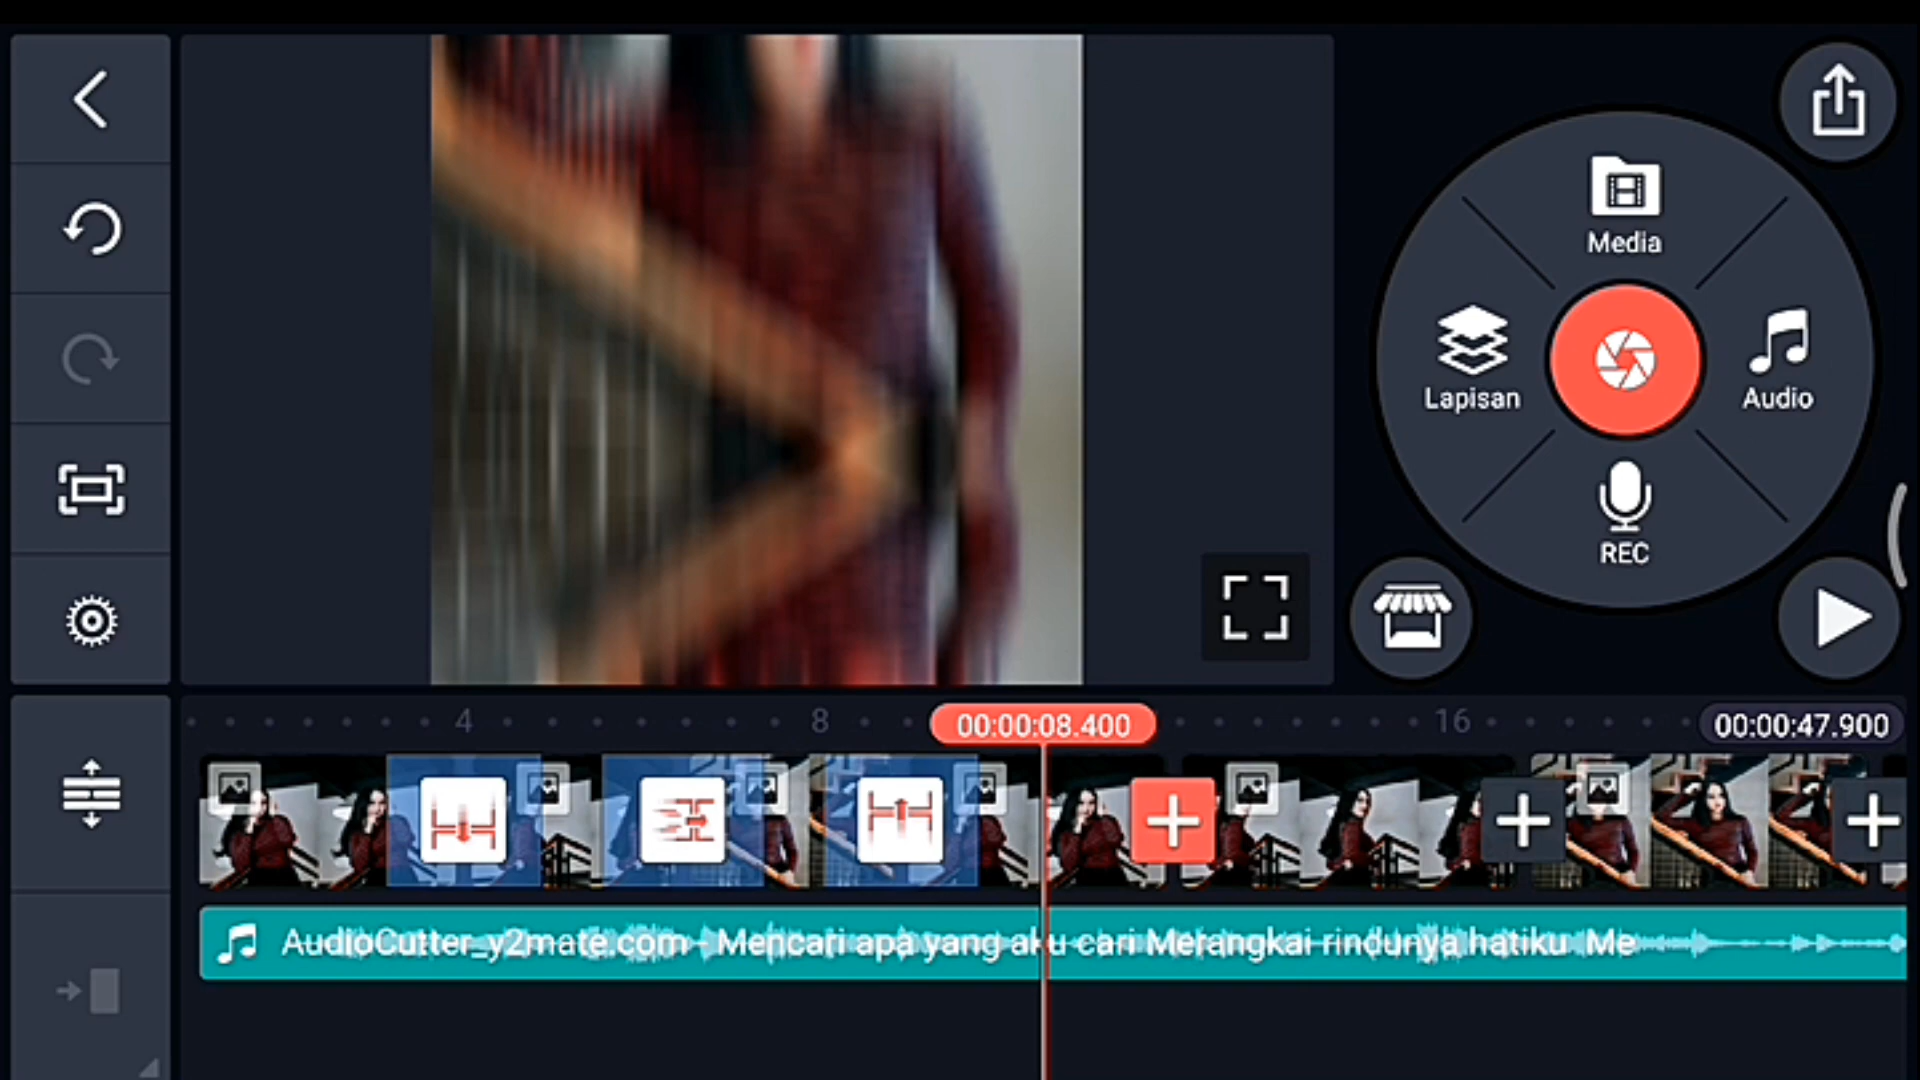 Media
Lapisan
Audio
REC
4
8
00:00:08.400
16
00:00:47.900
AudioCutter_y2mate.com - Mencari apa yang aku cari Merangkai rindunya hatiku Me